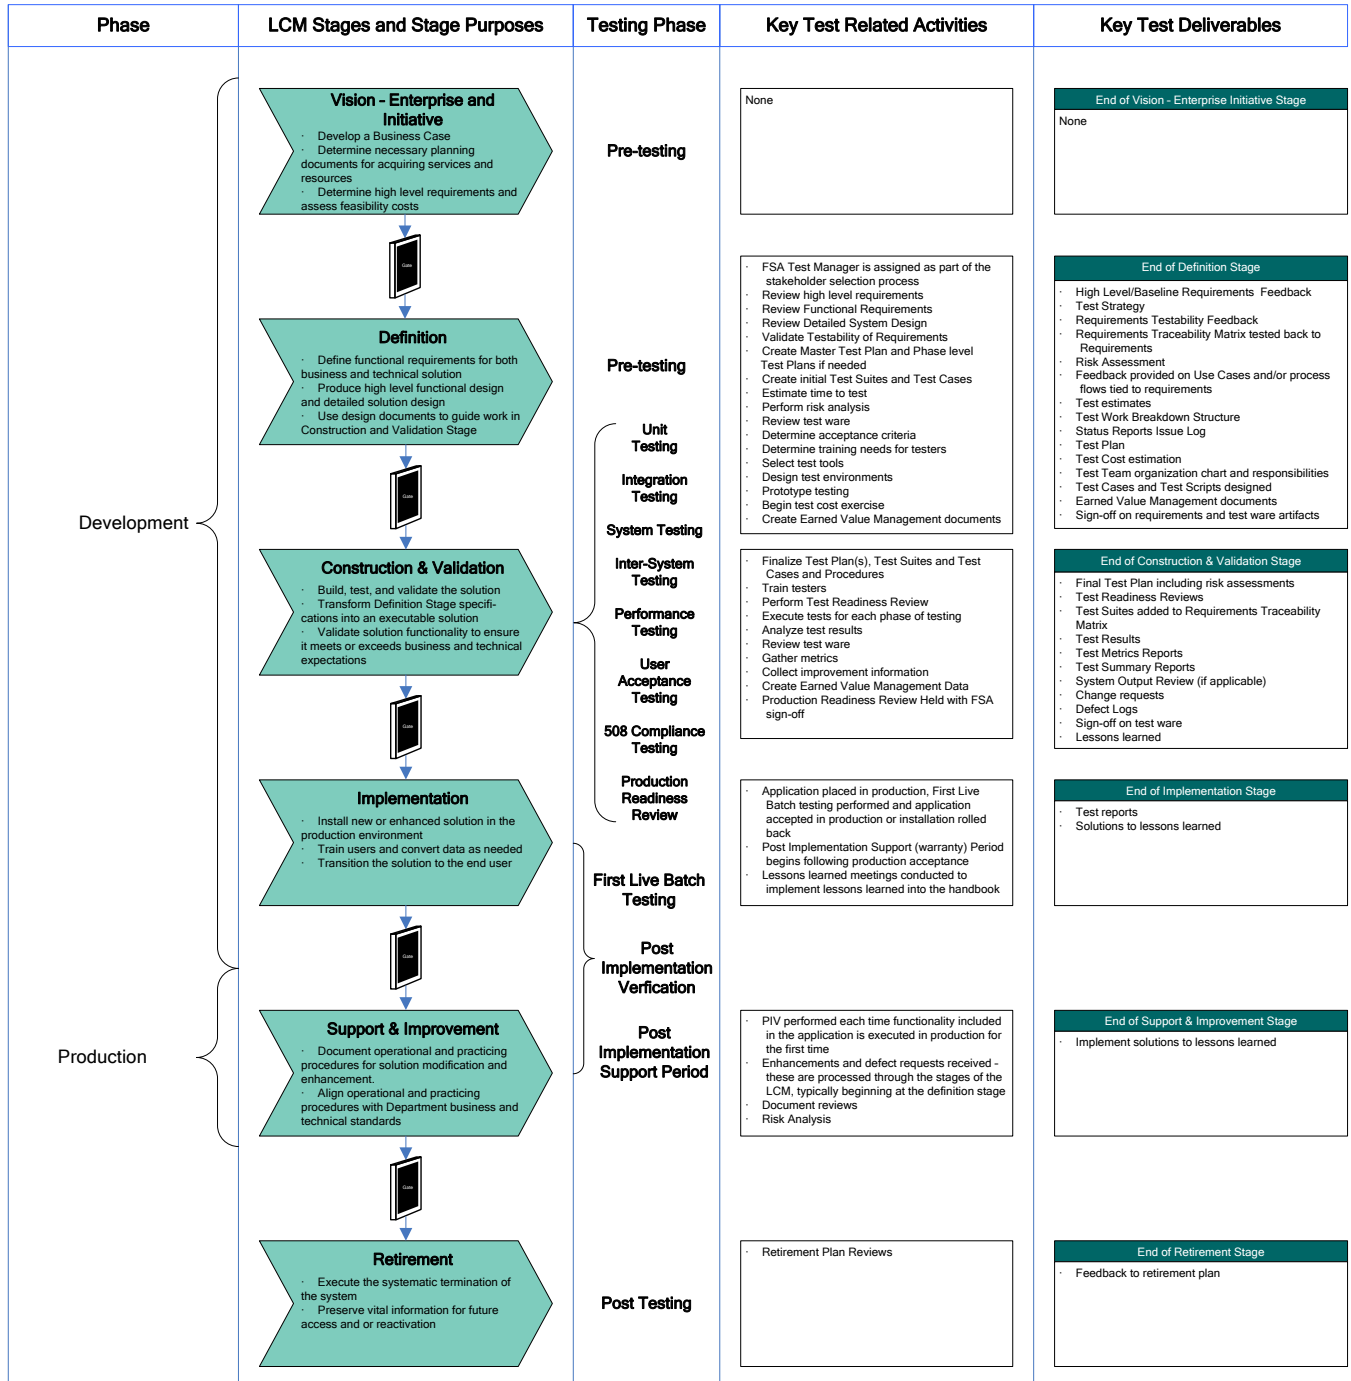 Phase
LCM Stages and Stage Purposes
Testing Phase
Key Test Related Activities
Key Test Deliverables
Development
Production
Vision - Enterprise and
Initiative
· Develop a Business Case
· Determine necessary planning
documents for acquiring services and
resources
· Determine high level requirements and
assess feasibility costs
Pre-testing
None
End of Vision - Enterprise Initiative Stage
None
Gate
Definition
· Define functional requirements for both
business and technical solution
· Produce high level functional design
and detailed solution design
· Use design documents to guide work in
Construction and Validation Stage
Pre-testing
· FSA Test Manager is assigned as part of the
stakeholder selection process
· Review high level requirements
· Review Functional Requirements
· Review Detailed System Design
· Validate Testability of Requirements
· Create Master Test Plan and Phase level
Test Plans if needed
· Create initial Test Suites and Test Cases
· Estimate time to test
· Perform risk analysis
· Review test ware
· Determine acceptance criteria
· Determine training needs for testers
· Select test tools
· Design test environments
· Prototype testing
· Begin test cost exercise
· Create Earned Value Management documents
End of Definition Stage
· High Level/Baseline Requirements Feedback
· Test Strategy
· Requirements Testability Feedback
· Requirements Traceability Matrix tested back to
Requirements
· Risk Assessment
· Feedback provided on Use Cases and/or process
flows tied to requirements
· Test estimates
· Test Work Breakdown Structure
· Status Reports Issue Log
· Test Plan
· Test Cost estimation
· Test Team organization chart and responsibilities
· Test Cases and Test Scripts designed
· Earned Value Management documents
· Sign-off on requirements and test ware artifacts
Gate
Unit
Testing
Integration
Testing
System Testing
Inter-System
Testing
Performance
Testing
User
Acceptance
Testing
508 Compliance
Testing
Production
Readiness
Review
Construction & Validation
· Build, test, and validate the solution
· Transform Definition Stage specifi-
cations into an executable solution
· Validate solution functionality to ensure
it meets or exceeds business and technical
expectations
· Finalize Test Plan(s), Test Suites and Test
Cases and Procedures
· Train testers
· Perform Test Readiness Review
· Execute tests for each phase of testing
· Analyze test results
· Review test ware
· Gather metrics
· Collect improvement information
· Create Earned Value Management Data
· Production Readiness Review Held with FSA
sign-off
End of Construction & Validation Stage
· Final Test Plan including risk assessments
· Test Readiness Reviews
· Test Suites added to Requirements Traceability
Matrix
· Test Results
· Test Metrics Reports
· Test Summary Reports
· System Output Review (if applicable)
· Change requests
· Defect Logs
· Sign-off on test ware
· Lessons learned
Gate
Implementation
· Install new or enhanced solution in the
production environment
· Train users and convert data as needed
· Transition the solution to the end user
First Live Batch
Testing
Post
Implementation
Verfication
Post
Implementation
Support Period
· Application placed in production, First Live
Batch testing performed and application
accepted in production or installation rolled
back
· Post Implementation Support (warranty) Period
begins following production acceptance
· Lessons learned meetings conducted to
implement lessons learned into the handbook
End of Implementation Stage
· Test reports
· Solutions to lessons learned
Gate
Support & Improvement
· Document operational and practicing
procedures for solution modification and
enhancement.
· Align operational and practicing
procedures with Department business and
technical standards
· PIV performed each time functionality included
in the application is executed in production for
the first time
· Enhancements and defect requests received -
these are processed through the stages of the
LCM, typically beginning at the definition stage
· Document reviews
· Risk Analysis
End of Support & Improvement Stage
· Implement solutions to lessons learned
Gate
Retirement
· Execute the systematic termination of
the system
· Preserve vital information for future
access and or reactivation
Post Testing
· Retirement Plan Reviews
End of Retirement Stage
· Feedback to retirement plan